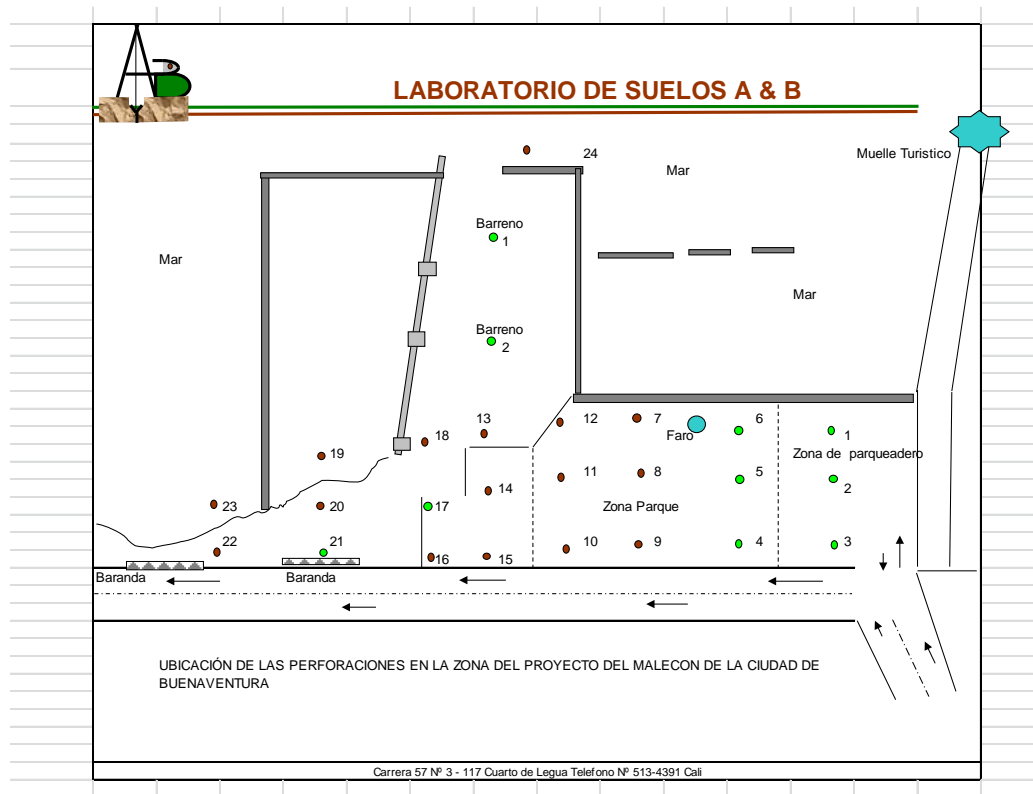 LABORATORIO DE SUELOS A & B
24
Muelle Turistico
Mar
Barreno
1
Mar
Mar
Barreno
2
13
12
7
6
18
Faro
1
19
Zona de parqueadero
11
8
5
14
2
23
20
17
Zona Parque
22
21
10
9
4
3
16
15
Baranda
Baranda
UBICACIÓN DE LAS PERFORACIONES EN LA ZONA DEL PROYECTO DEL MALECON DE LA CIUDAD DE
BUENAVENTURA
Carrera 57 Nº 3 - 117 Cuarto de Legua Telefono Nº 513-4391 Cali